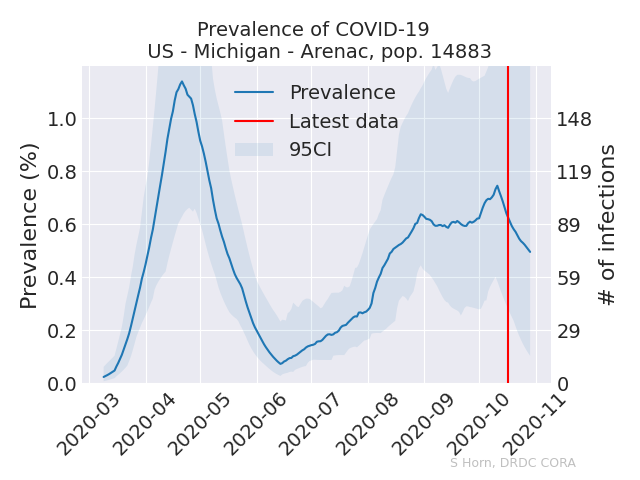 Prevalence of COVID-19
US - Michigan - Arenac, pop. 14883
Prevalence
Latest data
95CI
Prevalence (%)
1.0
0.8
0.6
0.4
0.2
0.0
148
119
89
59
29
0
# of infections
2020-03
2020-04
2020-05
2020-06
2020-07
2020-08
2020-09
2020-10
2020-11
S Horn, DRDC CORA